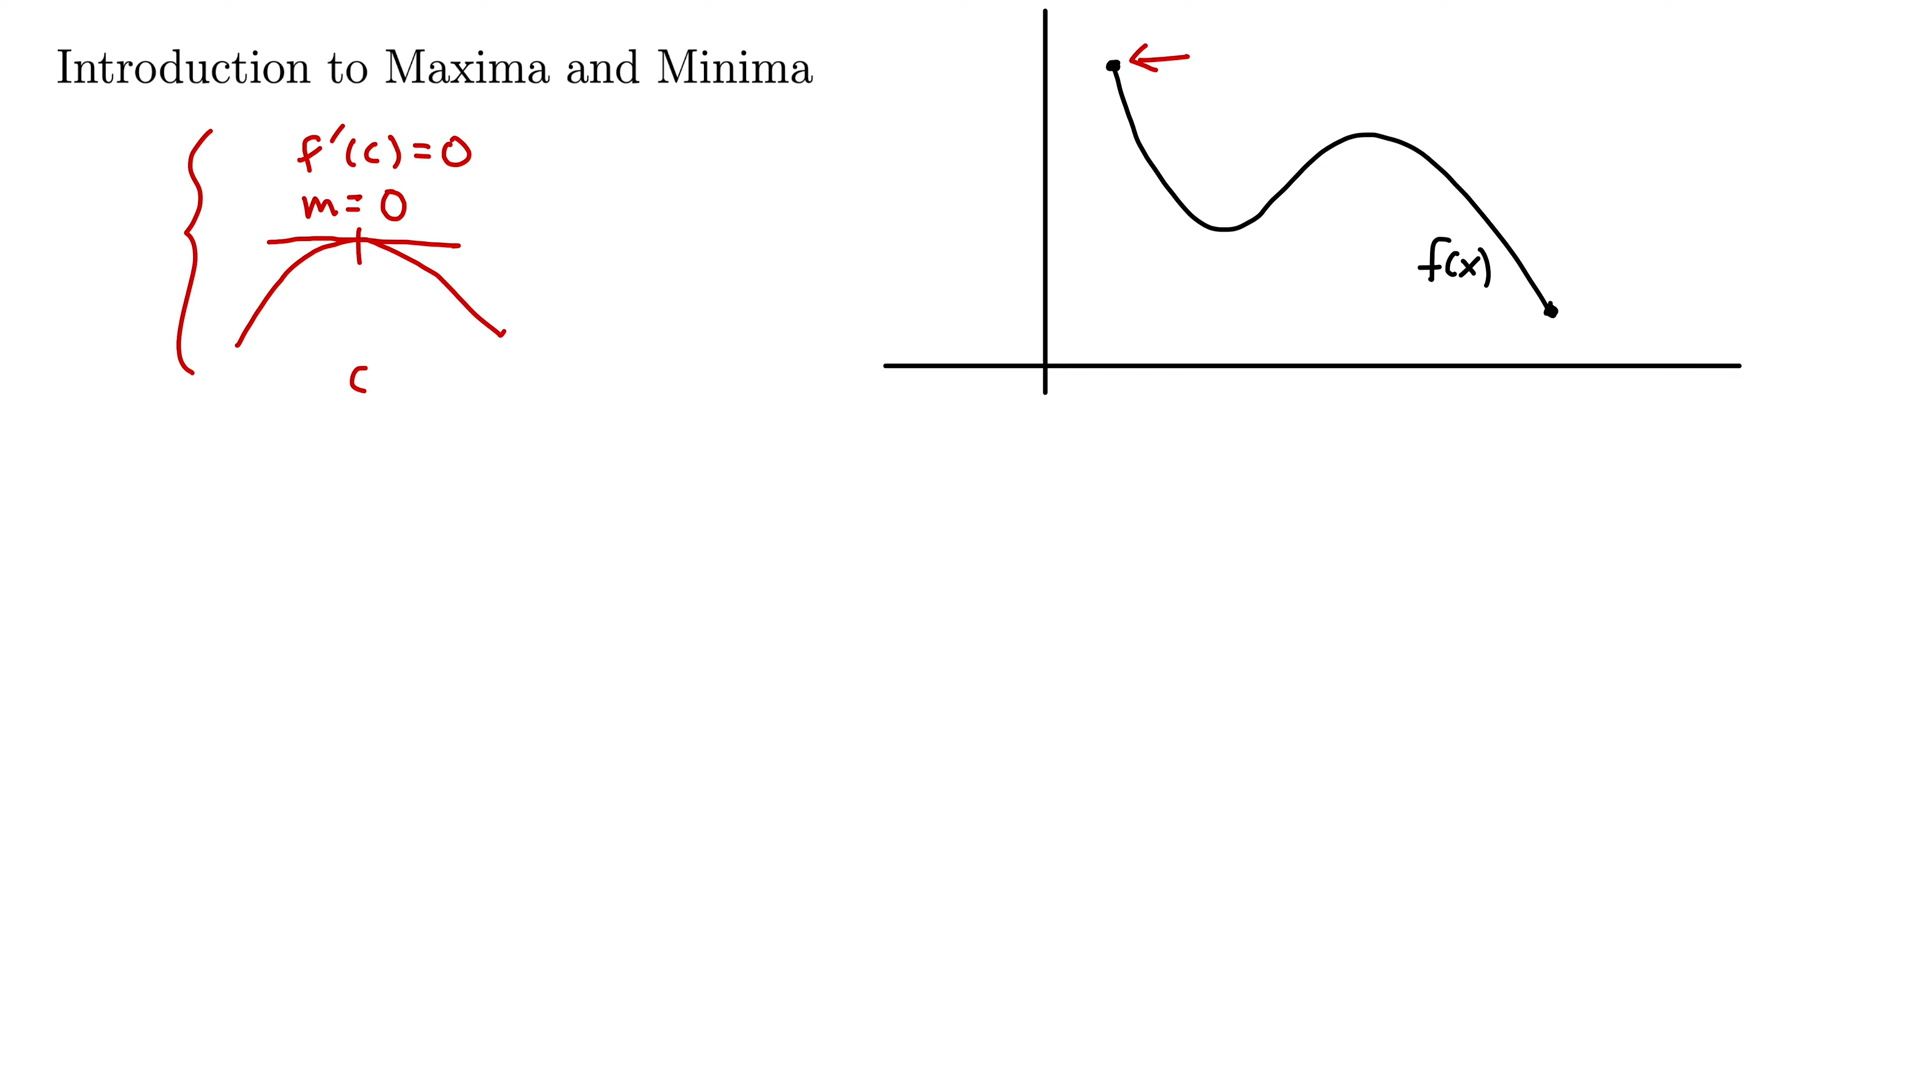 Introduction to Maxima and Minima
f'(c)=0
m=0
c
f(x)